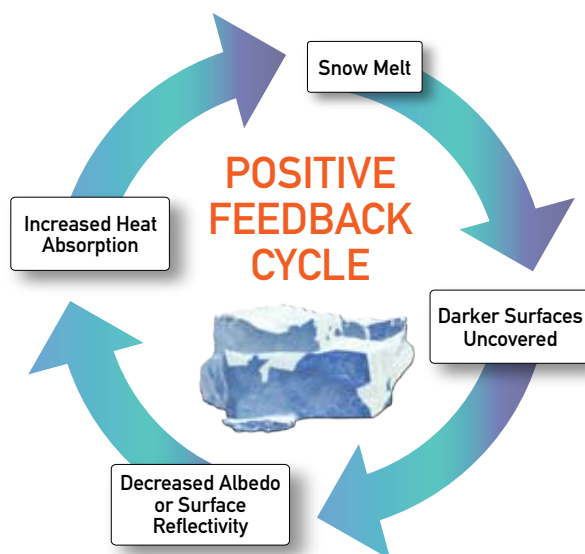 Snow Melt
POSITIVE
FEEDBACK
CYCLE
Increased Heat
Absorption
Darker Surfaces
Uncovered
Decreased Albedo
or Surface
Reflectivity